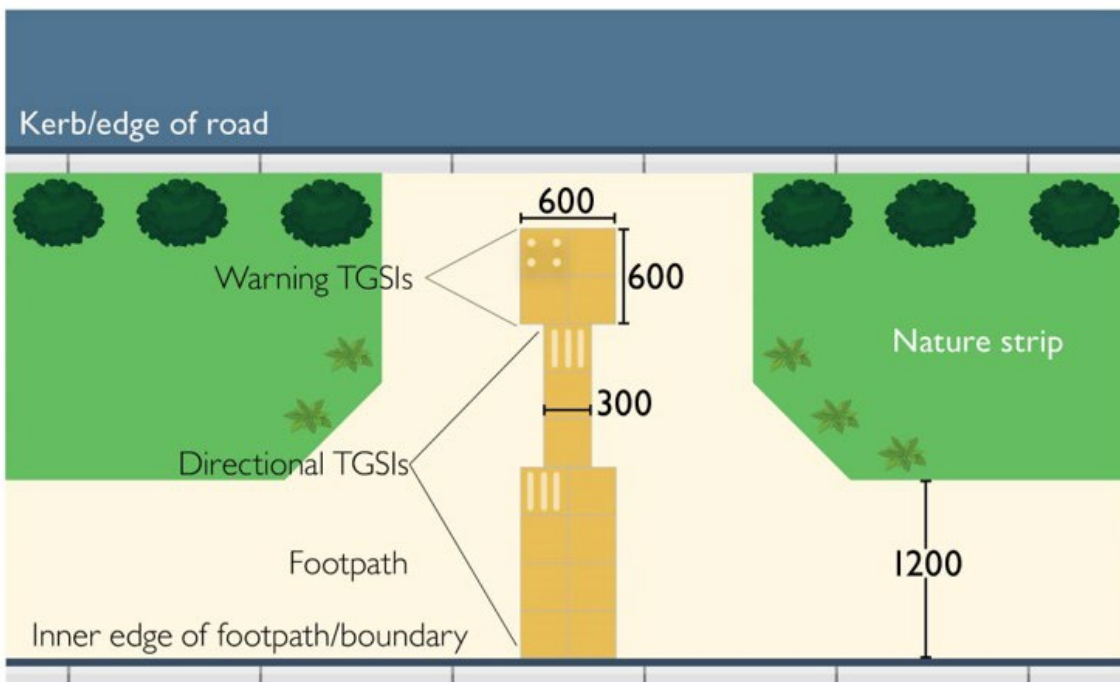 Kerb/edge of road
600
Warning TGSIs
600
Nature strip
300
Directional TGSIs
Footpath
1200
Inner edge of footpath/boundary